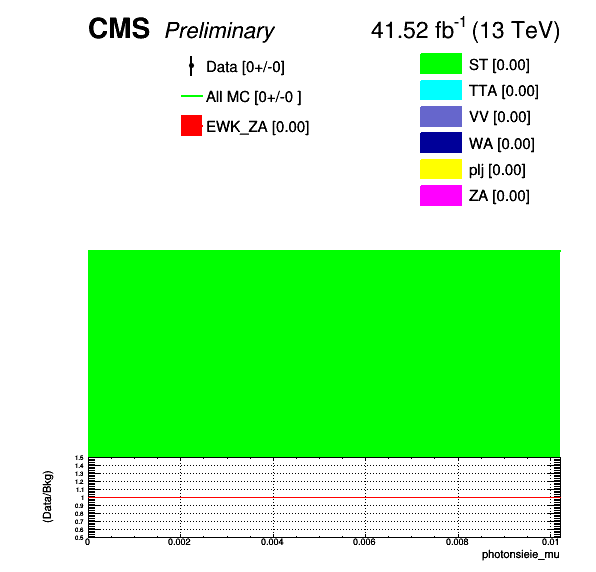 CMS Preliminary 41.52 fb⁻¹ (13 TeV)
Data [0+/-0]
All MC [0+/-0 ]
EWK_ZA [0.00]
ST [0.00]
TTA [0.00]
VV [0.00]
WA [0.00]
plj [0.00]
ZA [0.00]
(Data/Bkg)
1.5
1.4
1.3
1.2
1.1
1
0.9
0.8
0.7
0.6
0.5
0 0.002 0.004 0.006 0.008 0.01
photonsieie_mu